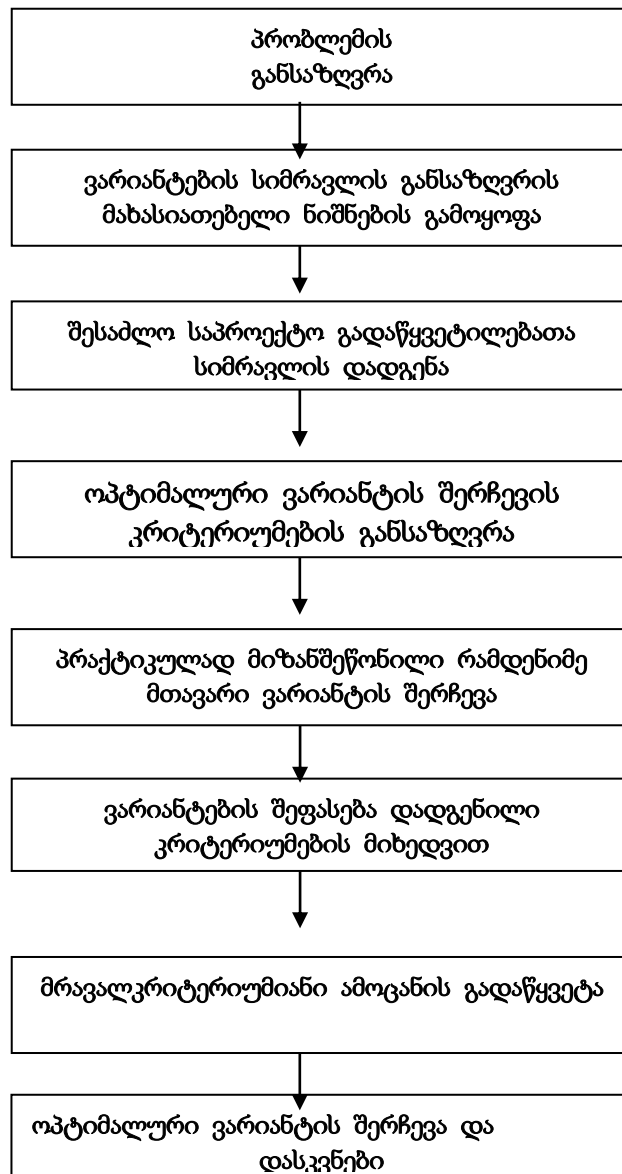 პრობლემის
განსაზღვრა
ვარიანტების სიმრავლის განსაზღვრის
მახასიათებელი ნიშნების გამოყოფა
შესაძლო საპროექტო გადაწყვეტილებათა
სიმრავლის დადგენა
ოპტიმალური ვარიანტის შერჩევის
კრიტერიუმების განსაზღვრა
პრაქტიკულად მიზანშეწონილი რამდენიმე
მთავარი ვარიანტის შერჩევა
ვარიანტების შეფასება დადგენილი
კრიტერიუმების მიხედვით
მრავალკრიტერიუმიანი ამოცანის გადაწყვეტა
ოპტიმალური ვარიანტის შერჩევა და
დასკვნები